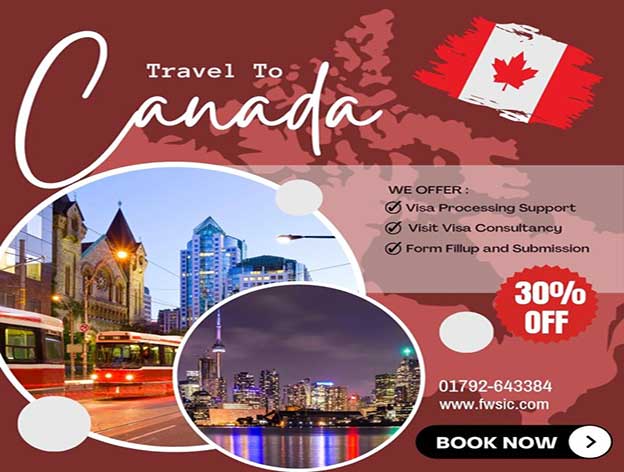 Travel To
Canada
WE OFFER :
Visa Processing Support
Visit Visa Consultancy
Form Fillup and Submission
30%
OFF
01792-643384
www.fwsic.com
BOOK NOW